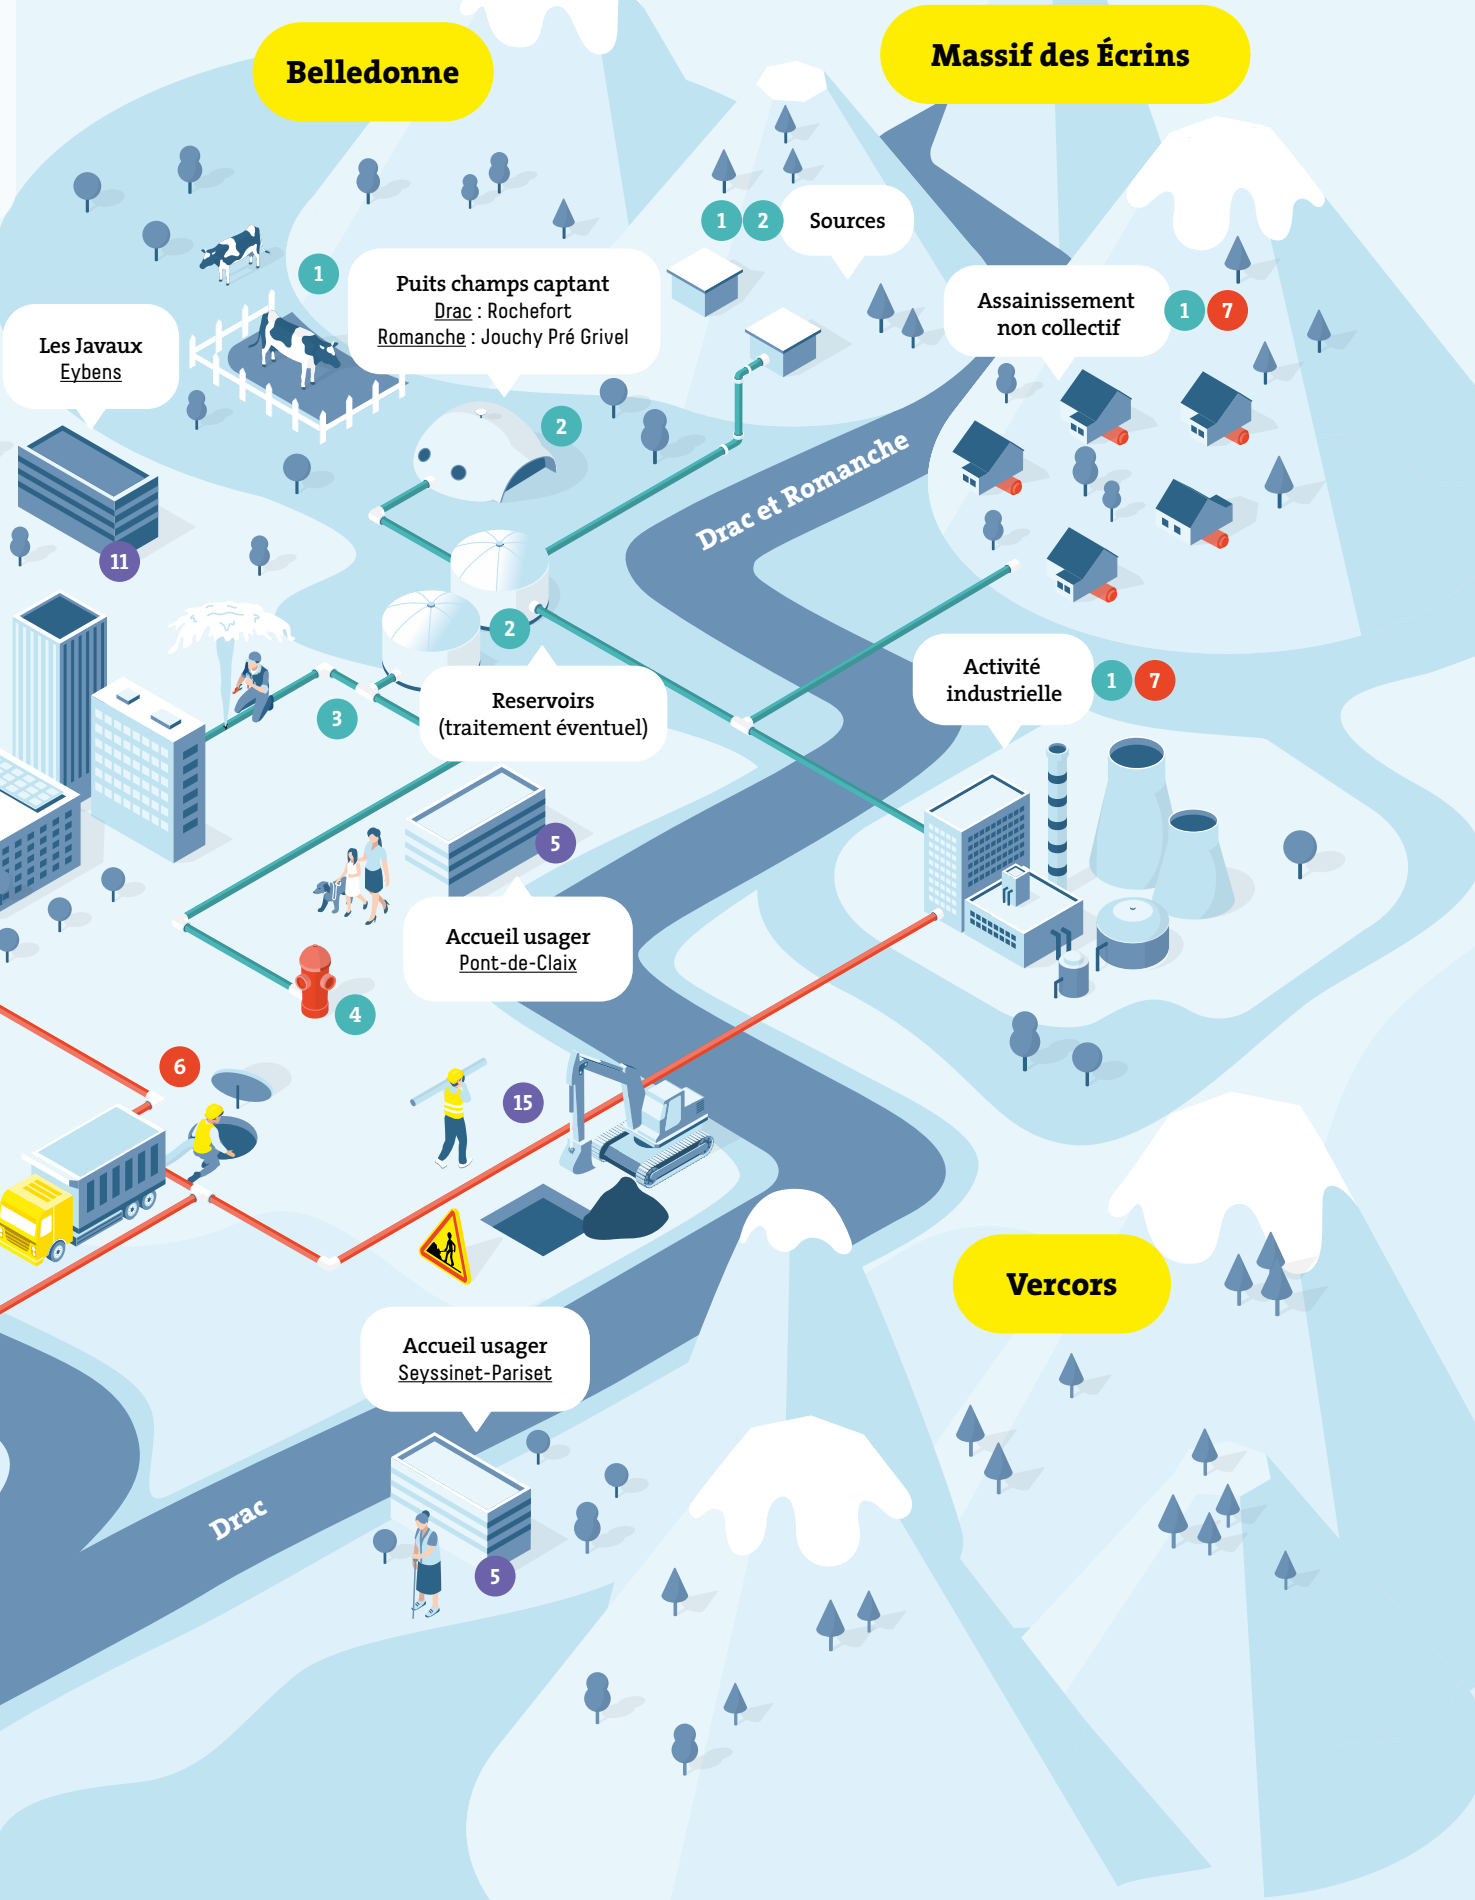 Belledonne
Massif des Écrins
1
2
Sources
1
Puits champs captant
Drac : Rochefort
Romanche : Jouchy Pré Grivel
Assainissement
non collectif
1
7
Les Javaux
Eybens
2
Drac et Romanche
11
2
Reservoirs
(traitement éventuel)
3
Activité
industrielle
1
7
5
Accueil usager
Pont-de-Claix
4
6
15
Vercors
Accueil usager
Seyssinet-Pariset
Drac
5